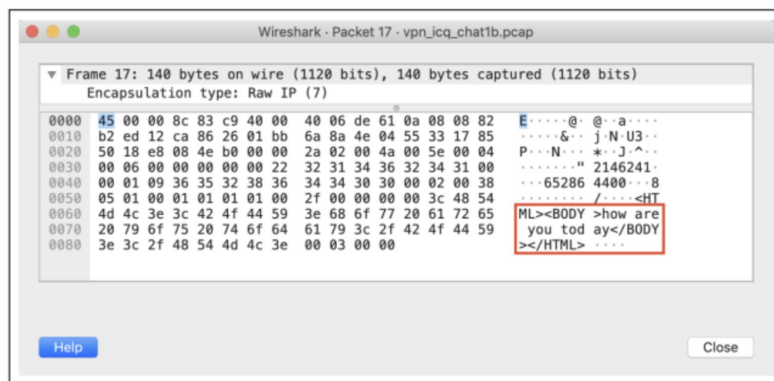 Wireshark · Packet 17 · vpn_icq_chat1b.pcap
▼ Frame 17: 140 bytes on wire (1120 bits), 140 bytes captured (1120 bits)
Encapsulation type: Raw IP (7)
0000 45 00 00 8c 83 c9 40 00 40 06 de 61 0a 08 08 82 E·····@· @··a····
0010 b2 ed 12 ca 86 26 01 bb 6a 8a 4e 04 55 33 17 85 ·····&·· j·N·U3··
0020 50 18 e8 08 4e b0 00 00 2a 02 00 4a 00 5e 00 04 P···N··· *··J·^··
0030 00 06 00 00 00 00 00 22 32 31 34 36 32 34 31 00 ·······" 2146241·
0040 00 01 09 36 35 32 38 36 34 34 30 30 00 02 00 38 ···65286 4400···8
0050 05 01 00 01 01 01 01 00 2f 00 00 00 00 3c 48 54 ········ /····<HT
0060 4d 4c 3e 3c 42 4f 44 59 3e 68 6f 77 20 61 72 65 ML><BODY >how are
0070 20 79 6f 75 20 74 6f 64 61 79 3c 2f 42 4f 44 59 you tod ay</BODY
0080 3e 3c 2f 48 54 4d 4c 3e 00 03 00 00 ></HTML> ····
Help Close